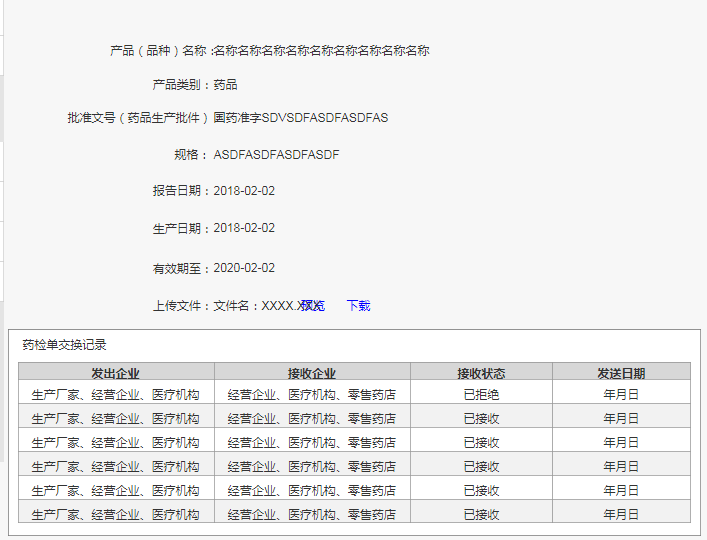 产品（品种）名称：名称名称名称名称名称名称名称名称名称
产品类别：药品
批准文号（药品生产批件）国药准字SDVSDFASDFASDFAS
规格：ASDFASDFASDFASDF
报告日期：2018-02-02
生产日期：2018-02-02
有效期至：2020-02-02
上传文件：文件名：XXXX.XXX 预览 下载
药检单交换记录
发出企业 接收企业 接收状态 发送日期
生产厂家、经营企业、医疗机构 经营企业、医疗机构、零售药店 已拒绝 年月日
生产厂家、经营企业、医疗机构 经营企业、医疗机构、零售药店 已接收 年月日
生产厂家、经营企业、医疗机构 经营企业、医疗机构、零售药店 已接收 年月日
生产厂家、经营企业、医疗机构 经营企业、医疗机构、零售药店 已接收 年月日
生产厂家、经营企业、医疗机构 经营企业、医疗机构、零售药店 已接收 年月日
生产厂家、经营企业、医疗机构 经营企业、医疗机构、零售药店 已接收 年月日